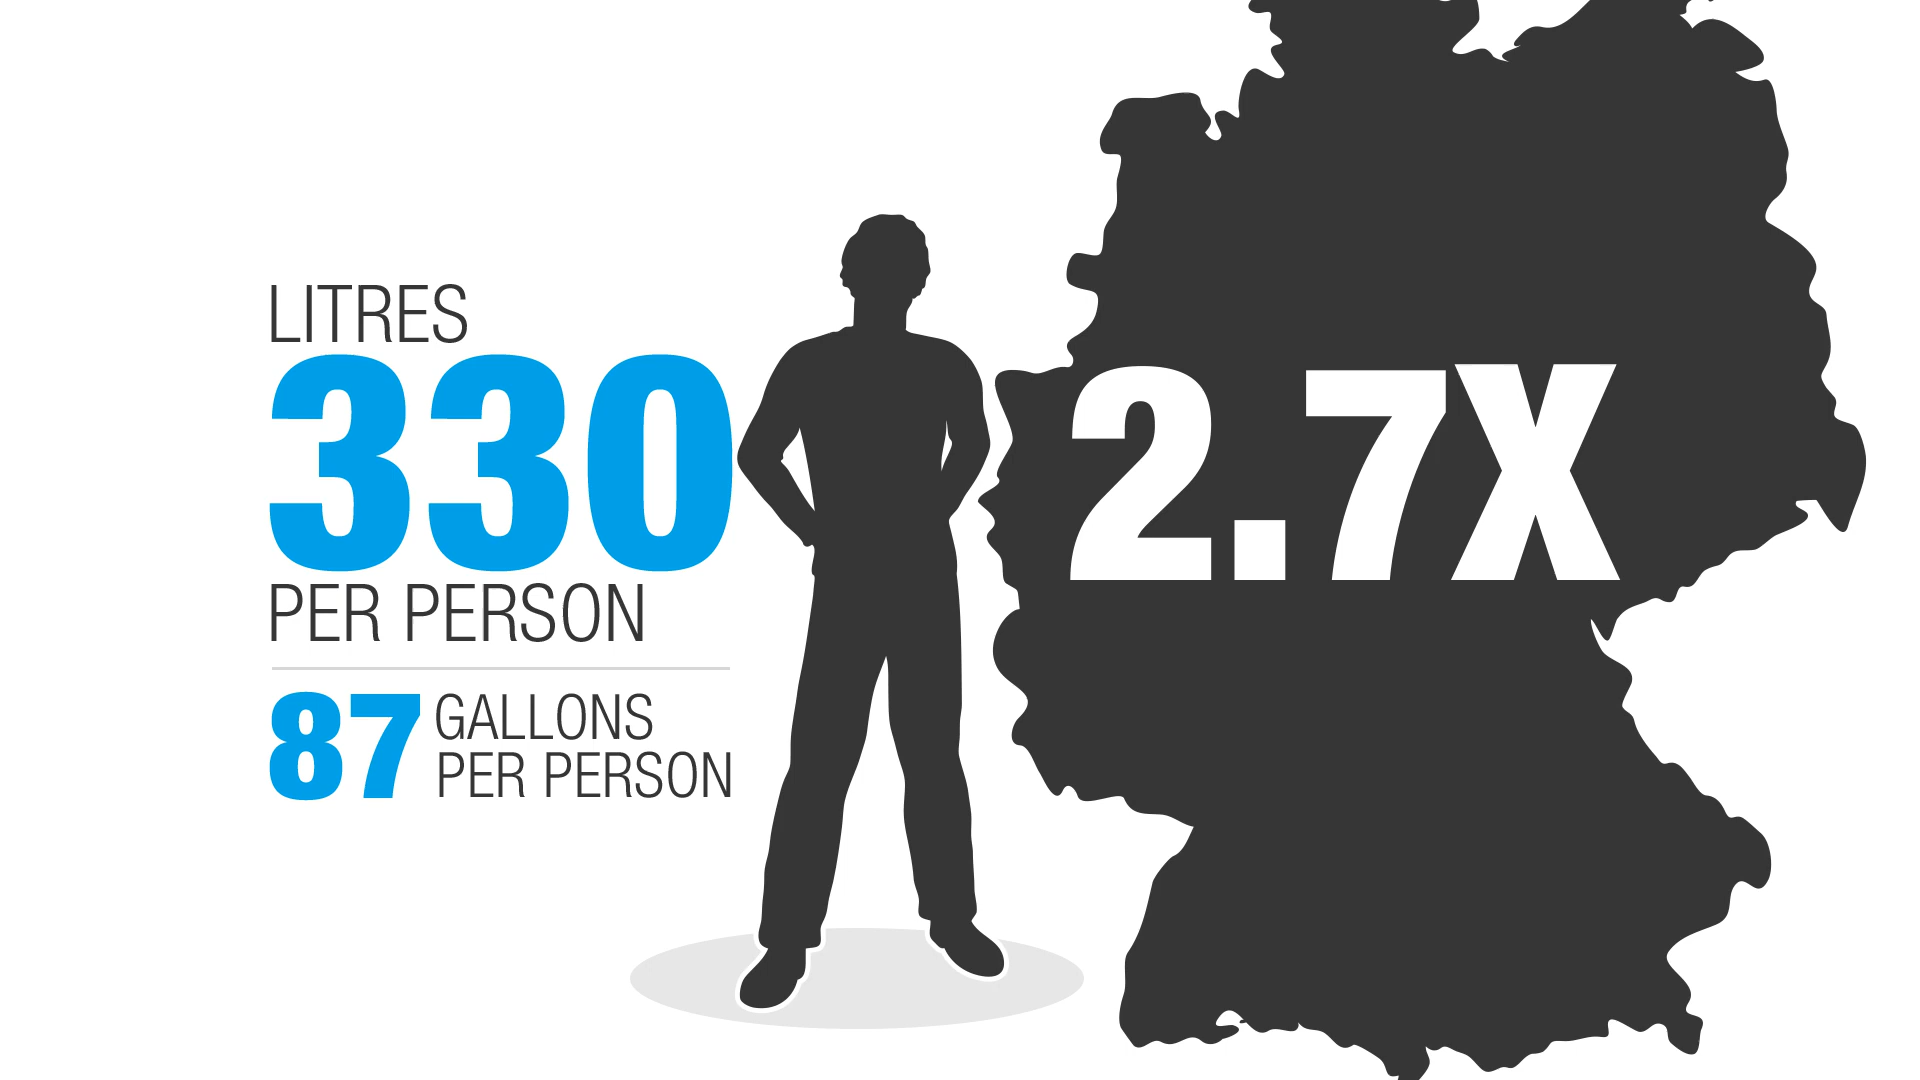 LITRES
330
PER PERSON
87 GALLONS
PER PERSON
2.7X